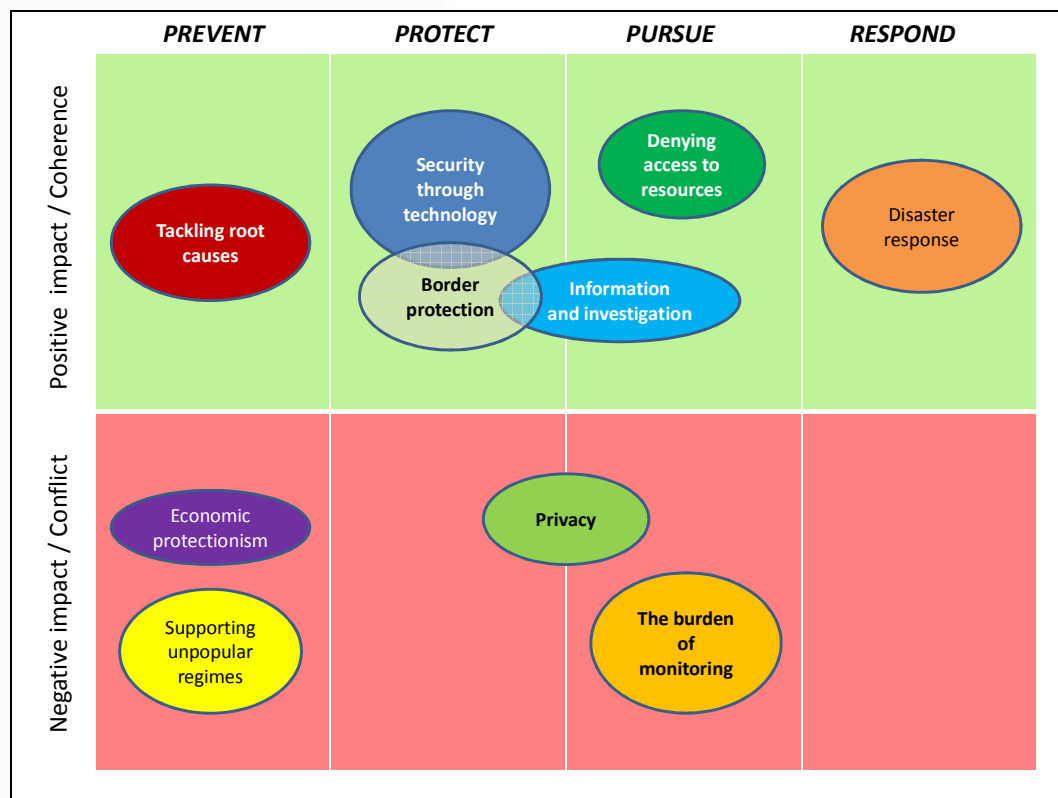 PREVENT PROTECT PURSUE RESPOND
Positive impact / Coherence
Tackling root
causes
Security
through
technology
Border
protection
Denying
access to
resources
Information
and investigation
Disaster
response
Negative impact / Conflict
Economic
protectionism
Supporting
unpopular
regimes
Privacy
The burden
of
monitoring